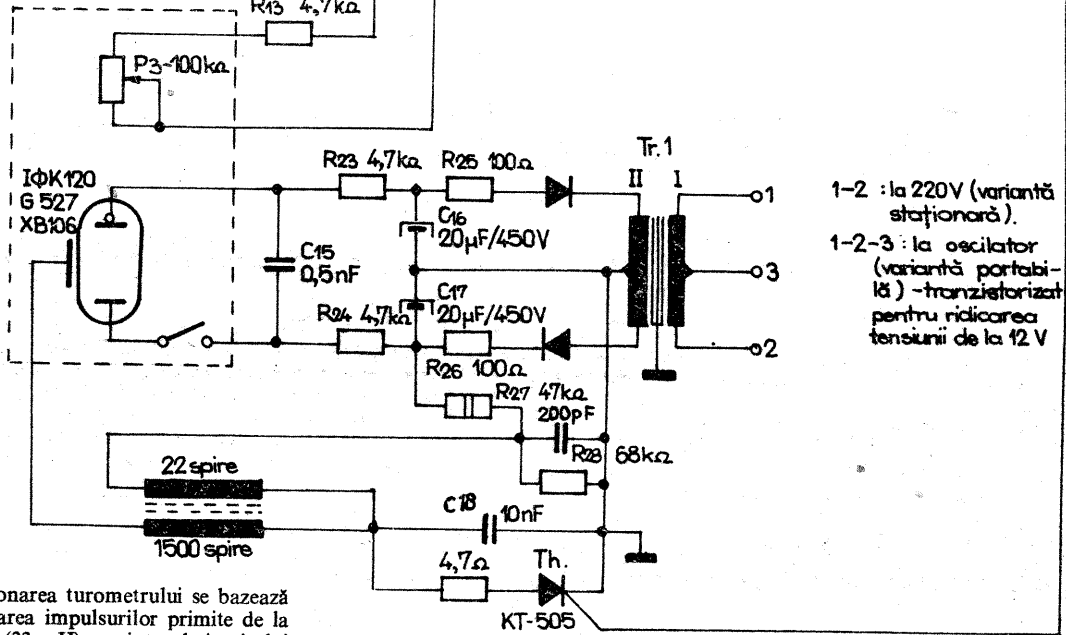 R13 4,7kΩ
P3-100kΩ
IФK120
G 527
XB106
R23 4,7kΩ
R25 100Ω
C16
20µF/450V
C15
0,5nF
C17
20µF/450V
R24 4,7kΩ
R26 100Ω
R27 47kΩ
200pF
R28 68kΩ
22 spire
1500 spire
C18
10nF
4,7Ω
Th.
KT-505
Tr.1
II I
1
3
2
1-2 : la 220V (variantă
staționară).
1-2-3 : la oscilator
(variantă portabi-
lă) -tranzistorizat
pentru ridicarea
tensiunii de la 12 V
onarea turometrului se bazează
area impulsurilor primite de la